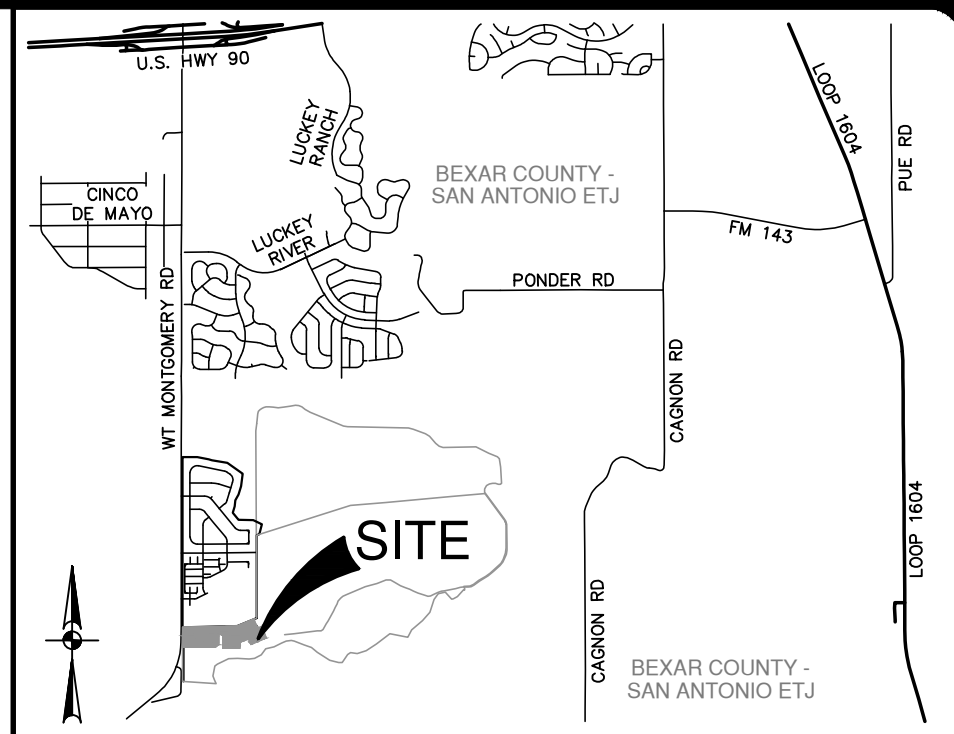 U.S. HWY 90
LUCKEY
RANCH
LOOP 1604
PUE RD
BEXAR COUNTY -
SAN ANTONIO ETJ
CINCO
DE MAYO
LUCKEY
RIVER
FM 143
PONDER RD
WT MONTGOMERY RD
CAGNON RD
SITE
LOOP 1604
CAGNON RD
BEXAR COUNTY -
SAN ANTONIO ETJ